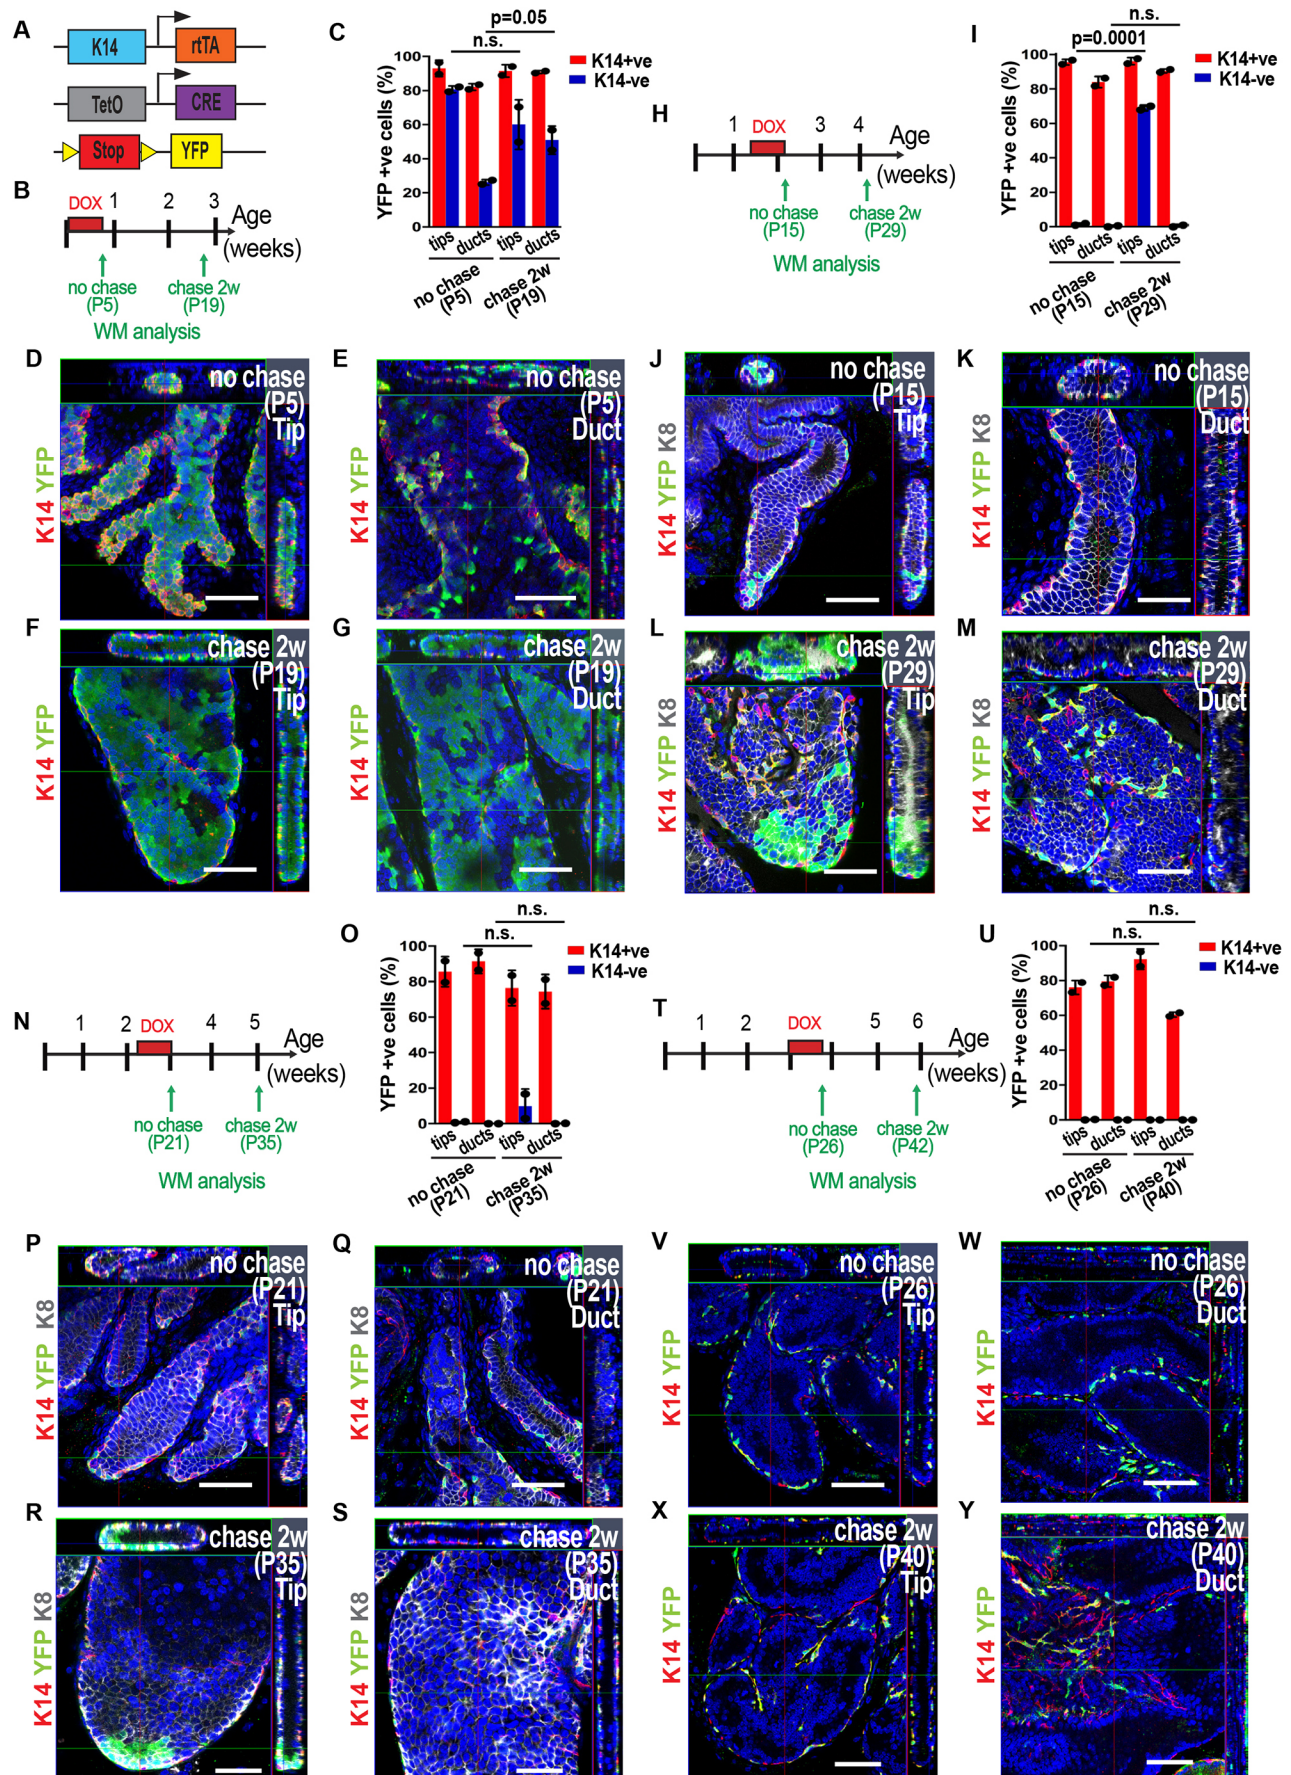 A
K14
rtTA
TetO
CRE
Stop
YFP
B
DOX
1
2
3
Age
(weeks)
no chase
(P5)
chase 2w
(P19)
WM analysis
C
p=0.05
n.s.
K14+ve
K14-ve
YFP +ve cells (%)
100
80
60
40
20
0
tips
ducts
tips
ducts
no chase
(P5)
chase 2w
(P19)
H
1
DOX
3
4
Age
(weeks)
no chase
(P15)
chase 2w
(P29)
WM analysis
I
n.s.
p=0.0001
K14+ve
K14-ve
YFP +ve cells (%)
100
80
60
40
20
0
tips
ducts
tips
ducts
no chase
(P15)
chase 2w
(P29)
D
no chase
(P5)
Tip
K14 YFP
E
no chase
(P5)
Duct
K14 YFP
J
no chase
(P15)
Tip
K14 YFP K8
K
no chase
(P15)
Duct
K14 YFP K8
F
chase 2w
(P19)
Tip
K14 YFP
G
chase 2w
(P19)
Duct
K14 YFP
L
chase 2w
(P29)
Tip
K14 YFP K8
M
chase 2w
(P29)
Duct
K14 YFP K8
N
1
2
DOX
4
5
Age
(weeks)
no chase
(P21)
chase 2w
(P35)
WM analysis
O
n.s.
n.s.
K14+ve
K14-ve
YFP +ve cells (%)
100
80
60
40
20
0
tips
ducts
tips
ducts
no chase
(P21)
chase 2w
(P35)
T
1
2
DOX
5
6
Age
(weeks)
no chase
(P26)
chase 2w
(P42)
WM analysis
U
n.s.
n.s.
K14+ve
K14-ve
YFP +ve cells (%)
100
80
60
40
20
0
tips
ducts
tips
ducts
no chase
(P26)
chase 2w
(P40)
P
no chase
(P21)
Tip
K14 YFP K8
Q
no chase
(P21)
Duct
K14 YFP K8
V
no chase
(P26)
Tip
K14 YFP
W
no chase
(P26)
Duct
K14 YFP
R
chase 2w
(P35)
Tip
K14 YFP K8
S
chase 2w
(P35)
Duct
K14 YFP K8
X
chase 2w
(P40)
Tip
K14 YFP
Y
chase 2w
(P40)
Duct
K14 YFP